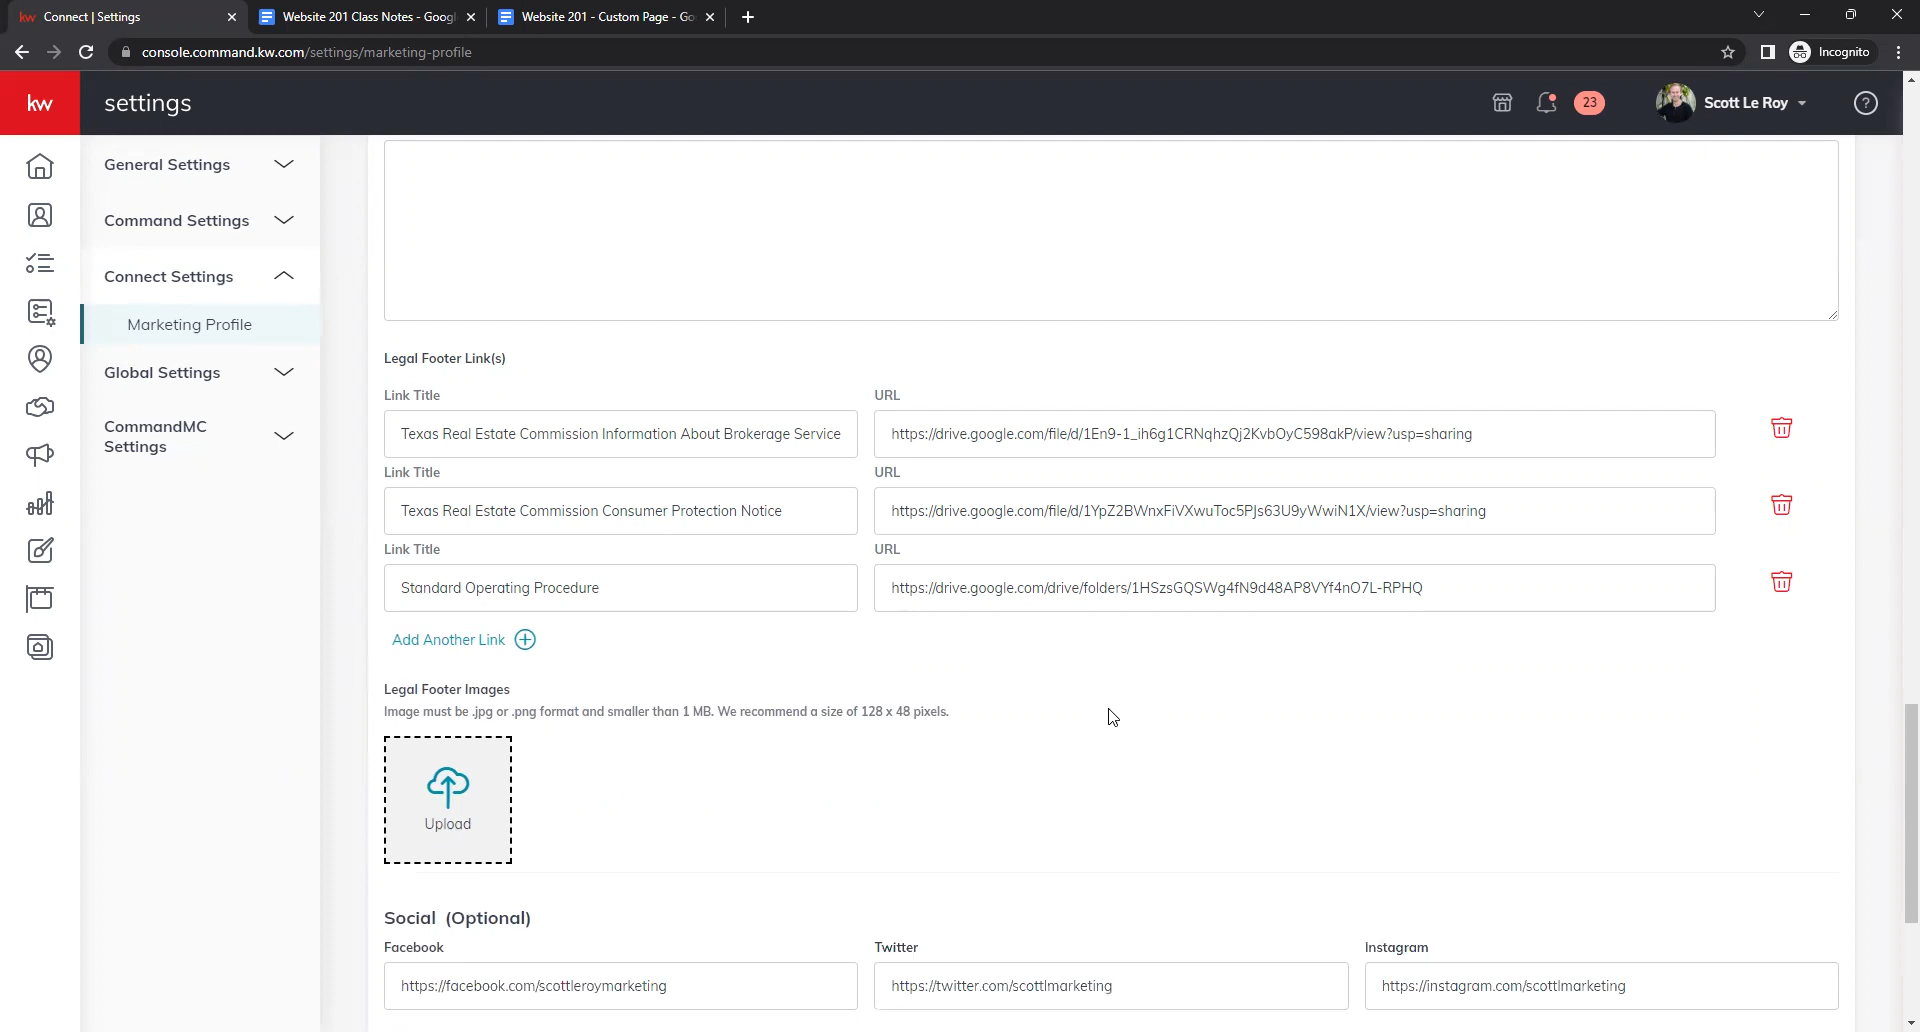 Connect | Settings
Website 201 Class Notes - Goog
Website 201 - Custom Page - Go
console.command.kw.com/settings/marketing-profile
Incognito
kw
settings
23
Scott Le Roy
General Settings
Command Settings
Connect Settings
Marketing Profile
Global Settings
CommandMC
Settings
Legal Footer Link(s)
Link Title
URL
Texas Real Estate Commission Information About Brokerage Service
https://drive.google.com/file/d/1En9-1_ih6g1CRNqhzQj2KvbOyC598akP/view?usp=sharing
Link Title
URL
Texas Real Estate Commission Consumer Protection Notice
https://drive.google.com/file/d/1YpZ2BWnxFiVXwuToc5PJs63U9yWwiN1X/view?usp=sharing
Link Title
URL
Standard Operating Procedure
https://drive.google.com/drive/folders/1HSzsGQSWg4fN9d48AP8VYf4nO7L-RPHQ
Add Another Link
Legal Footer Images
Image must be .jpg or .png format and smaller than 1 MB. We recommend a size of 128 x 48 pixels.
Upload
Social (Optional)
Facebook
Twitter
Instagram
https://facebook.com/scottleroymarketing
https://twitter.com/scottlmarketing
https://instagram.com/scottlmarketing